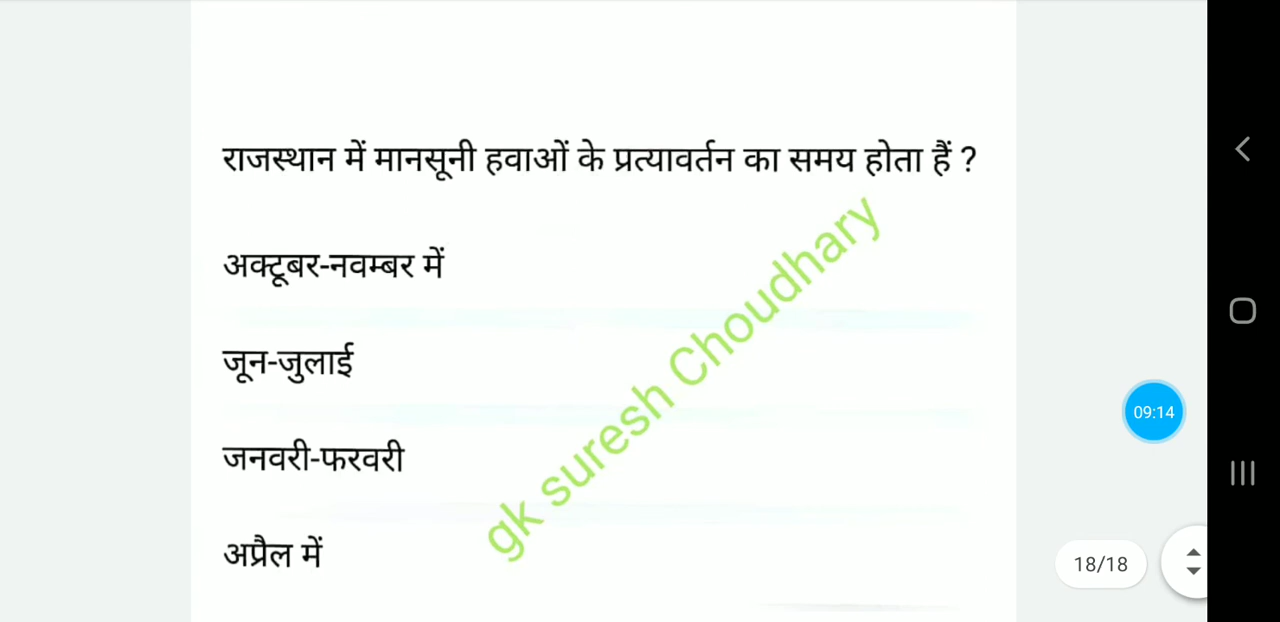 राजस्थान में मानसूनी हवाओं के प्रत्यावर्तन का समय होता हैं ?
अक्टूबर-नवम्बर में
जून-जुलाई
जनवरी-फरवरी
अप्रैल में
gk suresh Choudhary
09:14
18/18